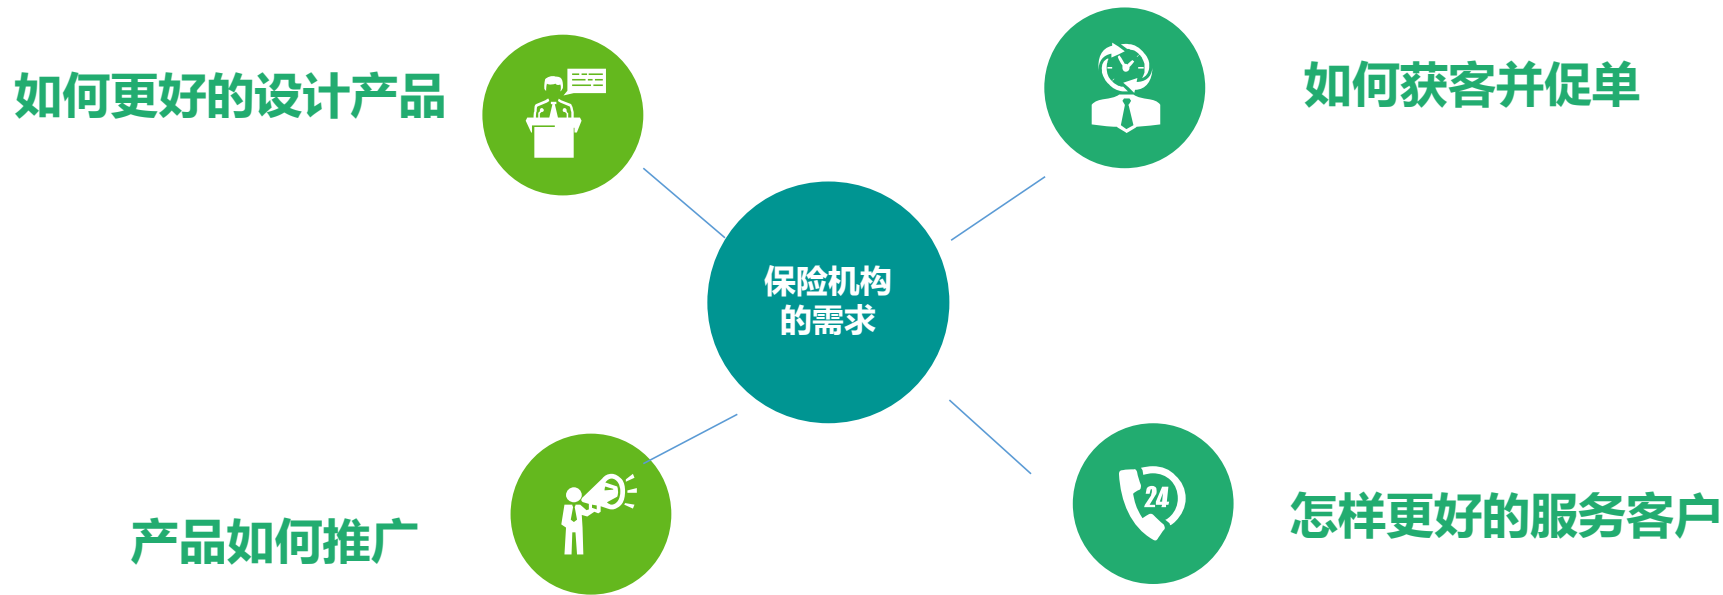 如何更好的设计产品
如何获客并促单
保险机构
的需求
产品如何推广
怎样更好的服务客户
24